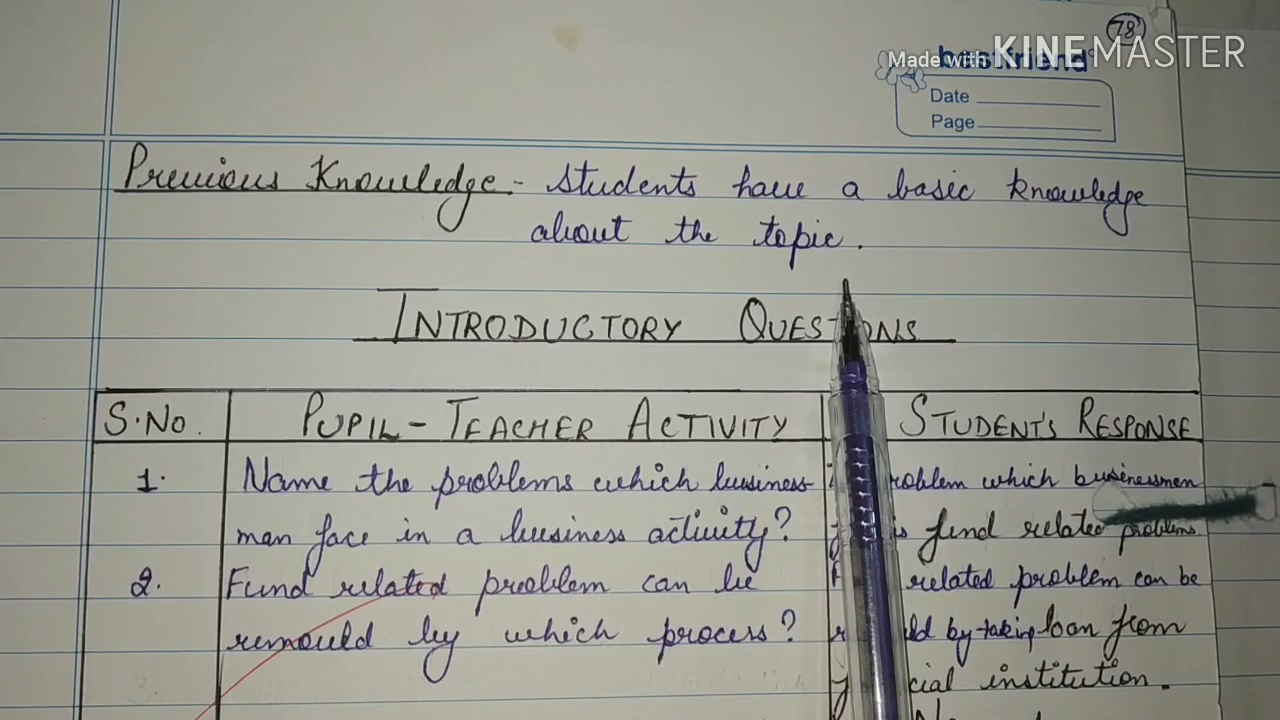 78
Made with KINEMASTER
bestfriend
Date
Page
Previous Knowledge - Students have a basic knowledge
about the topic.
INTRODUCTORY QUESTIONS
S.No. PUPIL-TEACHER ACTIVITY STUDENT'S RESPONSE
1. Name the problems which business which businessmen
man face in a business activity? is fund related problems
2. Fund related problem can be related problem can be
remould by which process? by taking loan from
institution.